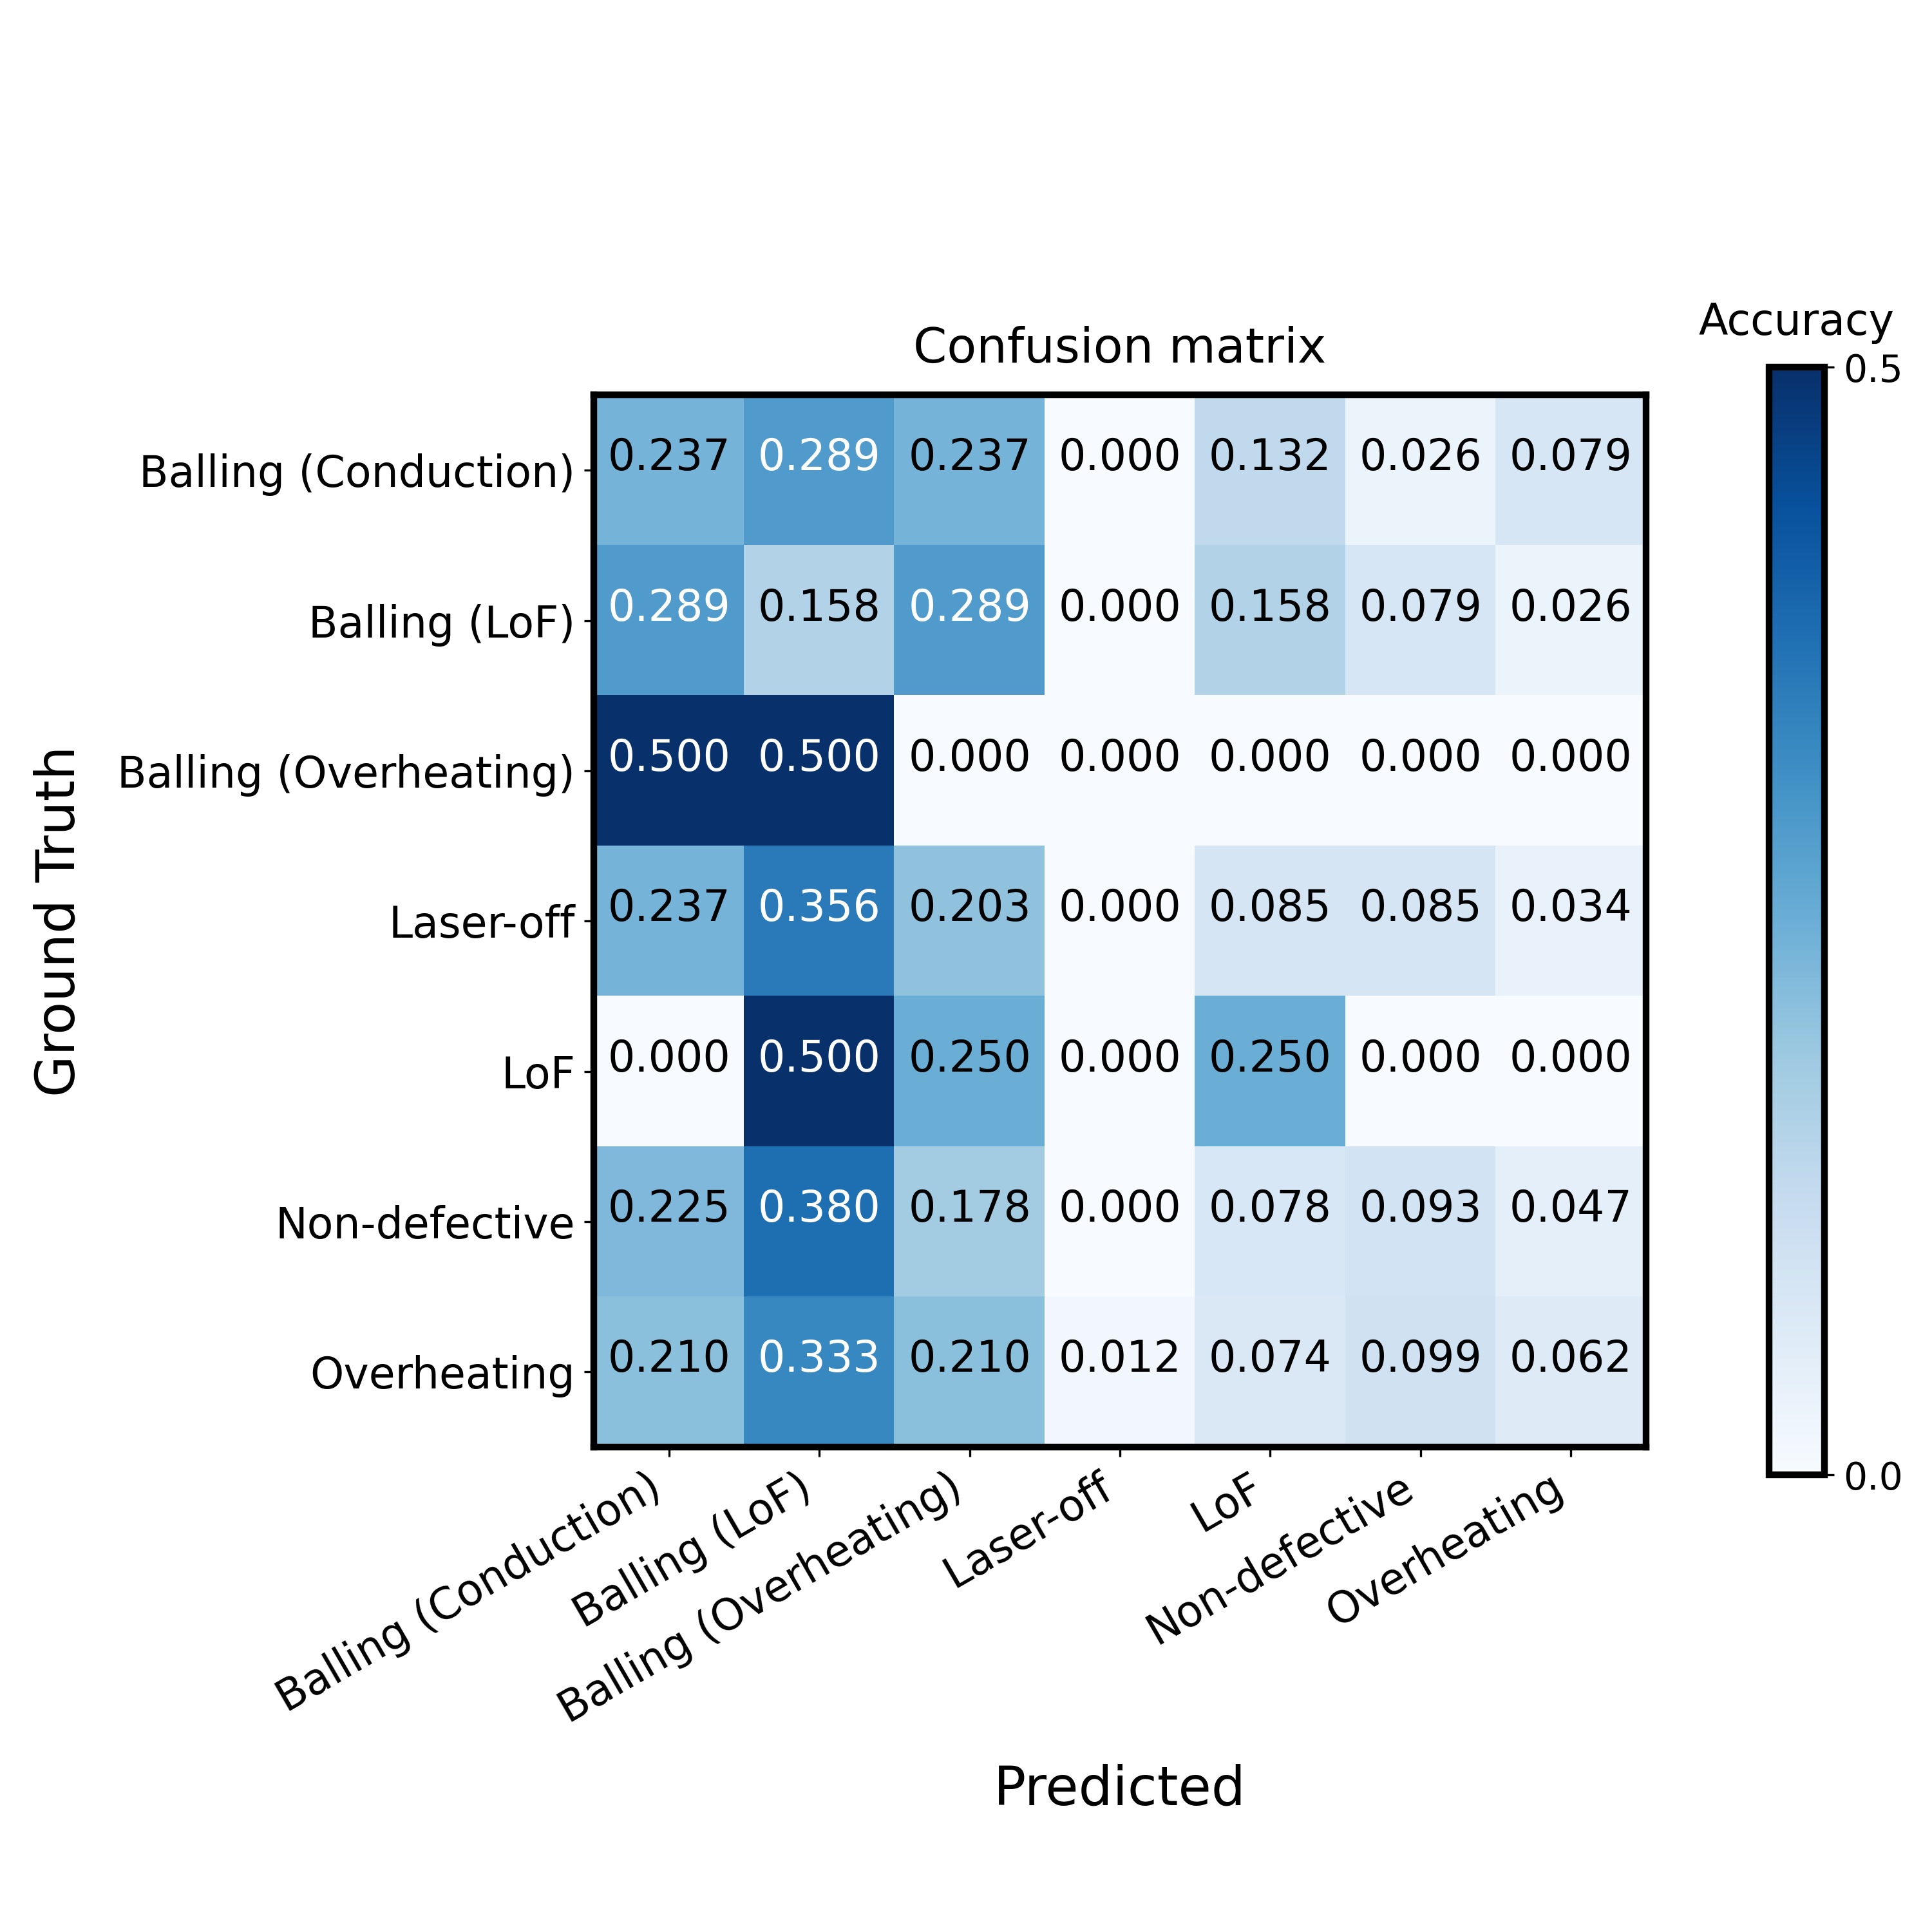 Accuracy
Confusion matrix
0.5
Balling (Conduction) 0.237 0.289 0.237 0.000 0.132 0.026 0.079
Balling (LoF) 0.289 0.158 0.289 0.000 0.158 0.079 0.026
Balling (Overheating) 0.500 0.500 0.000 0.000 0.000 0.000 0.000
Laser-off 0.237 0.356 0.203 0.000 0.085 0.085 0.034
LoF 0.000 0.500 0.250 0.000 0.250 0.000 0.000
Non-defective 0.225 0.380 0.178 0.000 0.078 0.093 0.047
Overheating 0.210 0.333 0.210 0.012 0.074 0.099 0.062
0.0
Ground Truth
Balling (Conduction)
Balling (LoF)
Balling (Overheating)
Laser-off
LoF
Non-defective
Overheating
Predicted